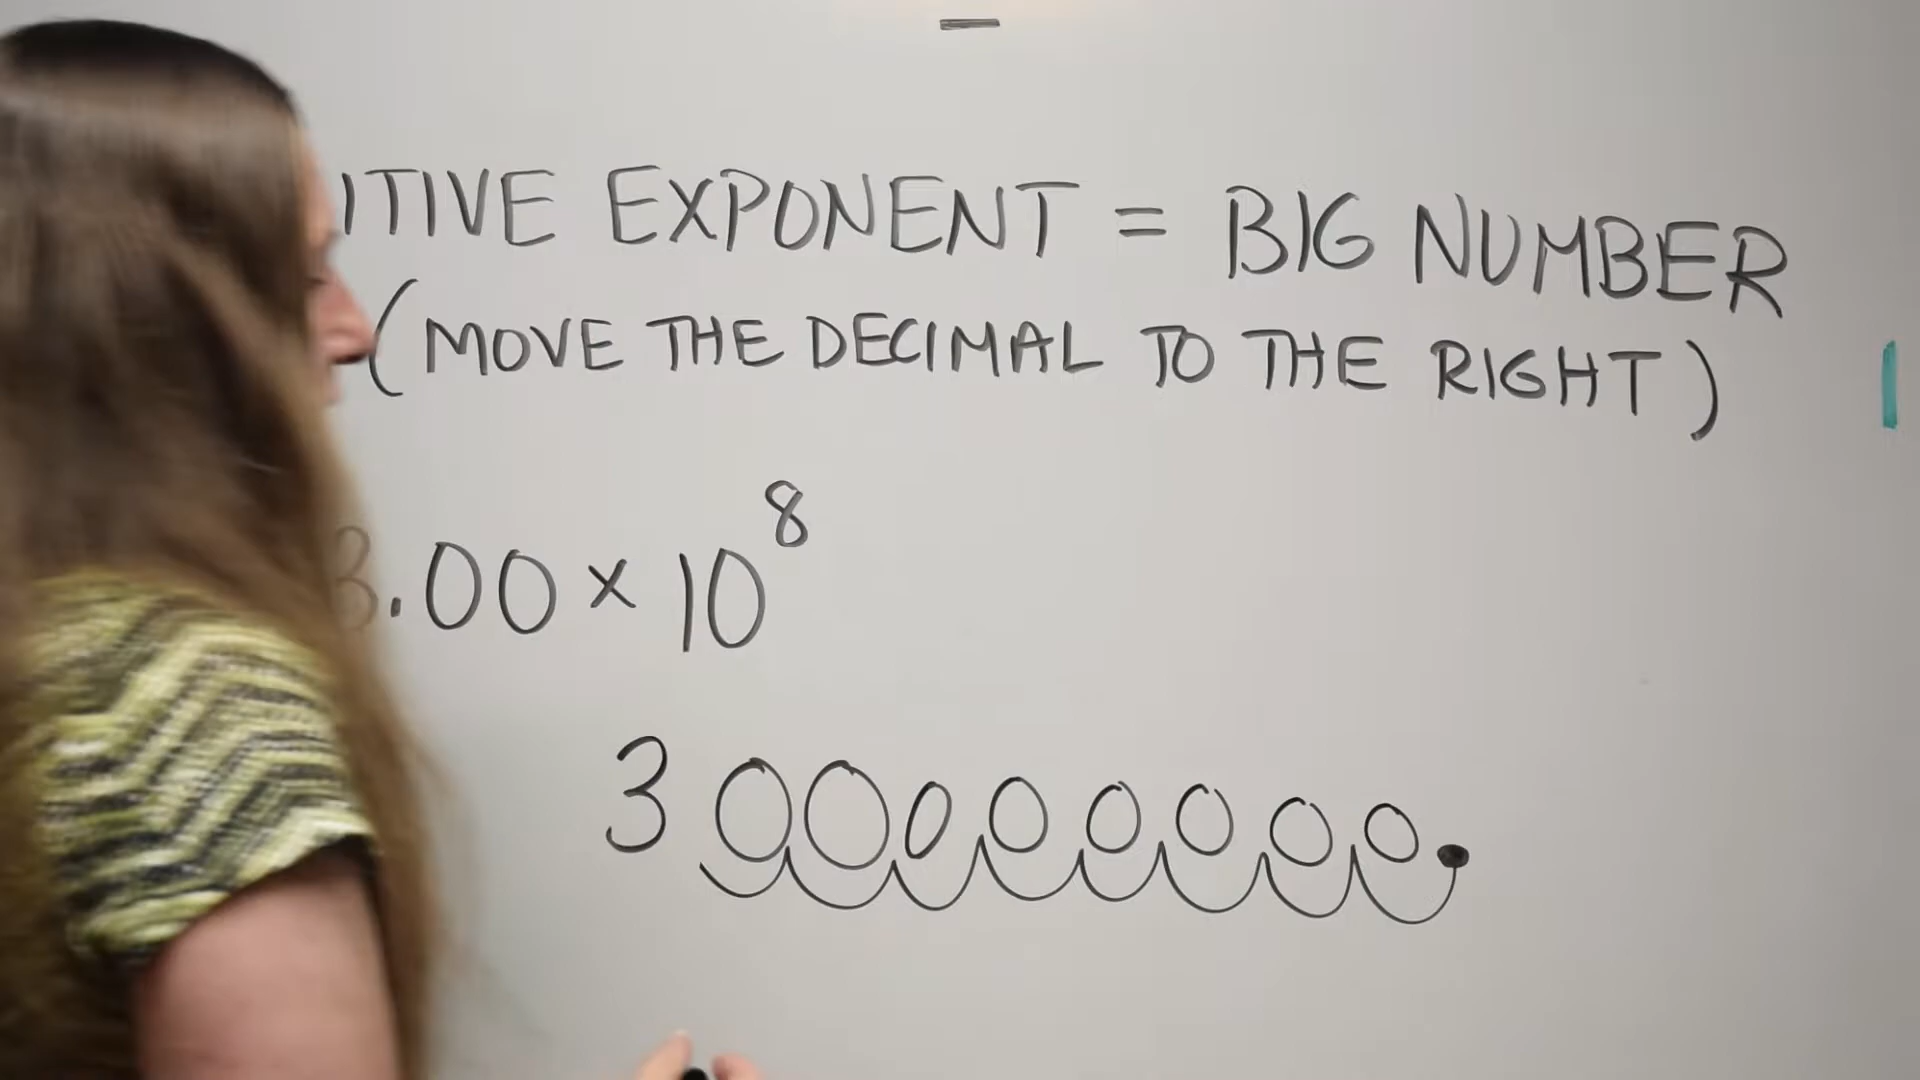 ITIVE EXPONENT = BIG NUMBER
(MOVE THE DECIMAL TO THE RIGHT)
3.00 × 10⁸
300000000.